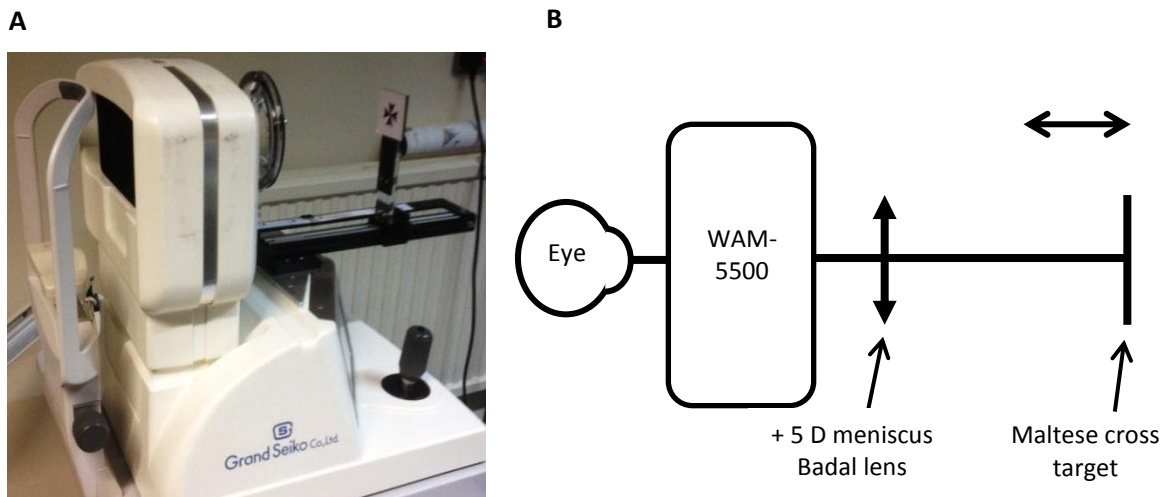 A
B
Grand Seiko Co., Ltd.
Eye
WAM-
5500
+ 5 D meniscus
Badal lens
Maltese cross
target